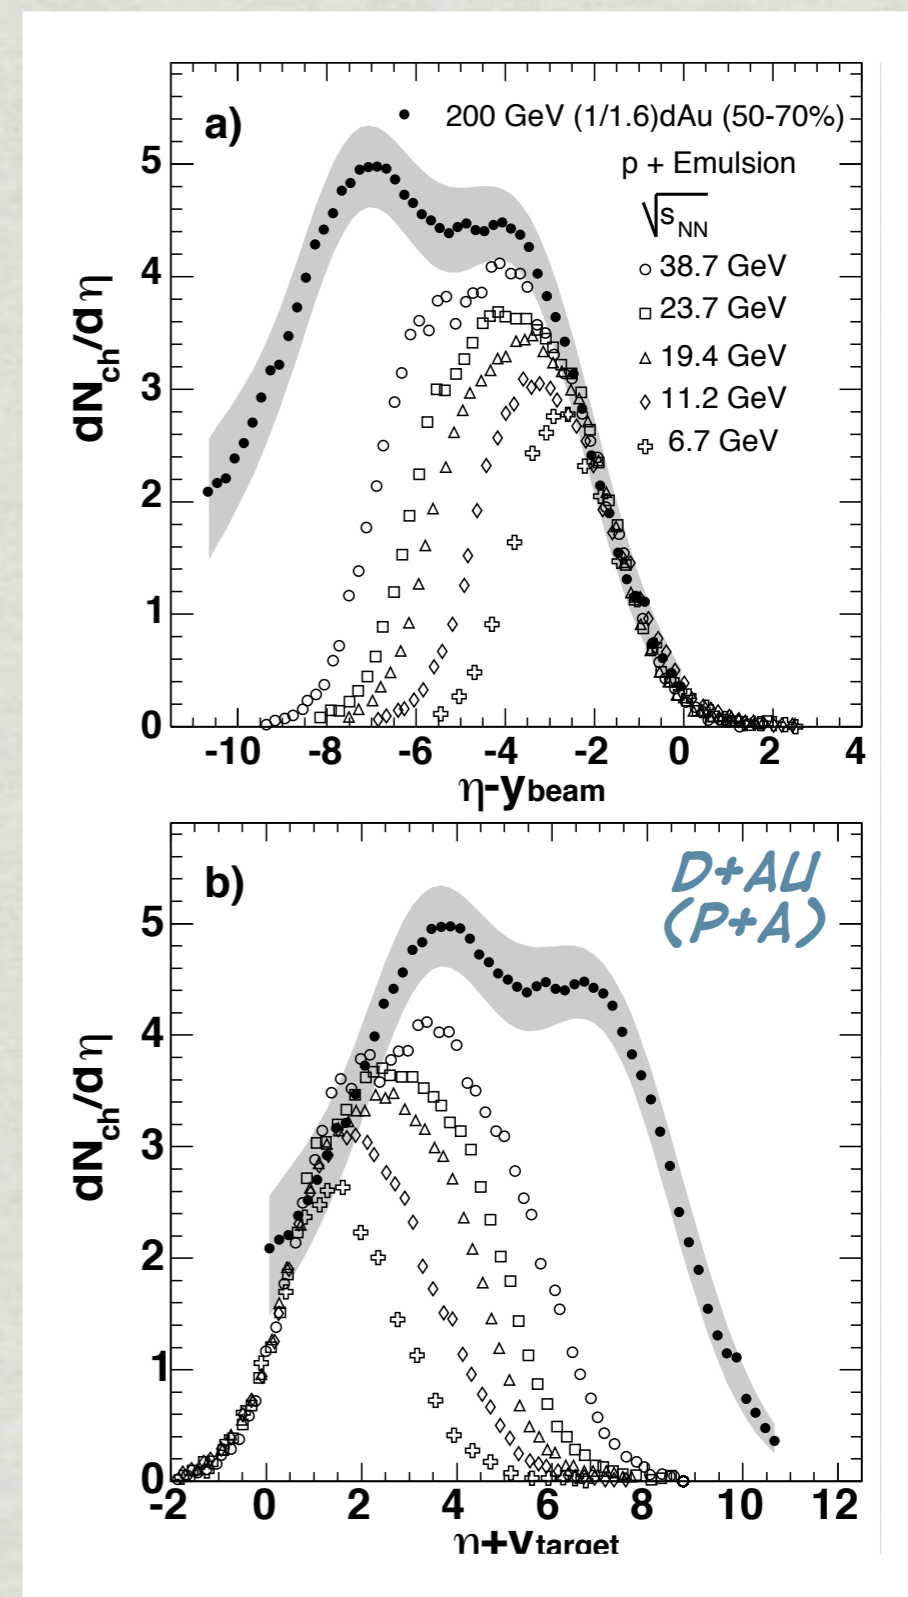 a)
200 GeV (1/1.6)dAu (50-70%)
p + Emulsion
√sNN
38.7 GeV
23.7 GeV
19.4 GeV
11.2 GeV
6.7 GeV
5
4
3
2
1
0
dNch/dη
-10 -8 -6 -4 -2 0 2 4
η-ybeam
b)
D+AU
(P+A)
5
4
3
2
1
0
dNch/dη
-2 0 2 4 6 8 10 12
η+ytarget